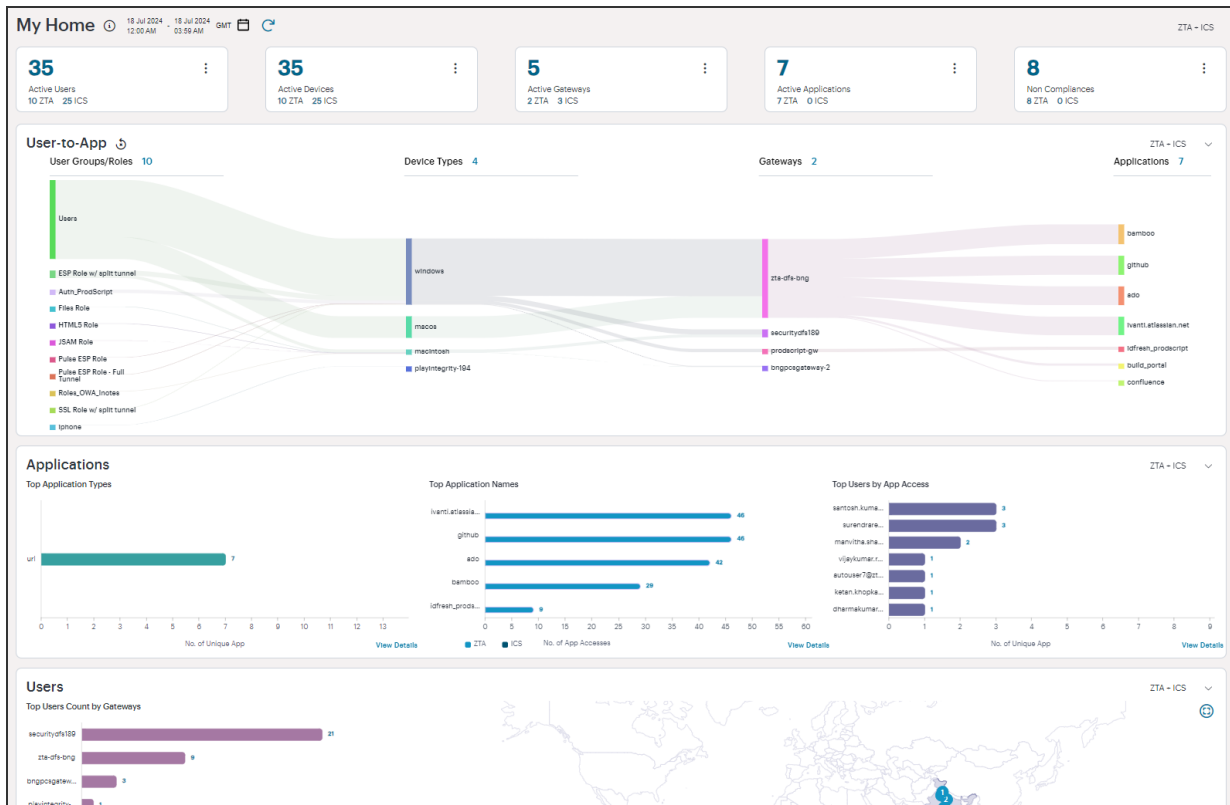 My Home
18 Jul 2024 - 18 Jul 2024 GMT
12:00 AM 03:59 AM
ZTA + ICS
35
Active Users
10 ZTA 25 ICS
35
Active Devices
10 ZTA 25 ICS
5
Active Gateways
2 ZTA 3 ICS
7
Active Applications
7 ZTA 0 ICS
8
Non Compliances
8 ZTA 0 ICS
User-to-App
ZTA + ICS
User Groups/Roles 10
Device Types 4
Gateways 2
Applications 7
Users
ESP Role w/ split tunnel
Auth_ProdScript
Files Role
HTML5 Role
JSAM Role
Pulse ESP Role
Pulse ESP Role - Full
Tunnel
Roles_OWA_Inotes
SSL Role w/ split tunnel
Iphone
windows
macos
macintosh
playintegrity-194
zta-dfs-bng
securitydfs189
prodscript-gw
bngpcsgateway-2
bamboo
github
ado
ivanti.atlassian.net
idfresh_prodscript
build_portal
confluence
Applications
ZTA + ICS
Top Application Types
url 7
0 1 2 3 4 5 6 7 8 9 10 11 12 13
No. of Unique App
View Details
Top Application Names
ivanti.atlassia... 46
github 46
ado 42
bamboo 29
idfresh_prods... 9
0 5 10 15 20 25 30 35 40 45 50 55 60
ZTA ICS No. of App Accesses
View Details
Top Users by App Access
santosh.kuma... 3
surendrare... 3
manvitha.sha... 2
vijaykumar.r... 1
autouser7@zt... 1
ketan.khopka... 1
dharmakumar... 1
0 1 2 3 4 5 6 7 8 9
No. of Unique App
View Details
Users
ZTA + ICS
Top Users Count by Gateways
securitydfs189 21
zta-dfs-bng 9
bngpcsgatew... 3
playintegrity... 1
1
2